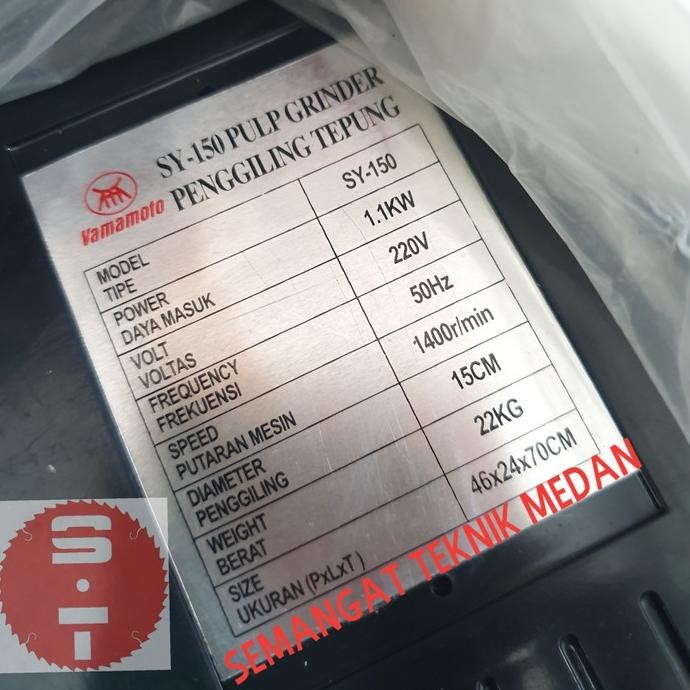 SY-150 PULP GRINDER
PENGGILING TEPUNG
Yamamoto
MODEL
TIPE
SY-150
POWER
DAYA MASUK
1.1KW
VOLT
VOLTAS
220V
FREQUENCY
FREKUENSI
50Hz
SPEED
PUTARAN MESIN
1400r/min
DIAMETER
PENGGILING
15CM
WEIGHT
BERAT
22KG
SIZE
UKURAN (PxLxT)
46x24x70CM
SEMANGAT TEKNIK MEDAN
S·T